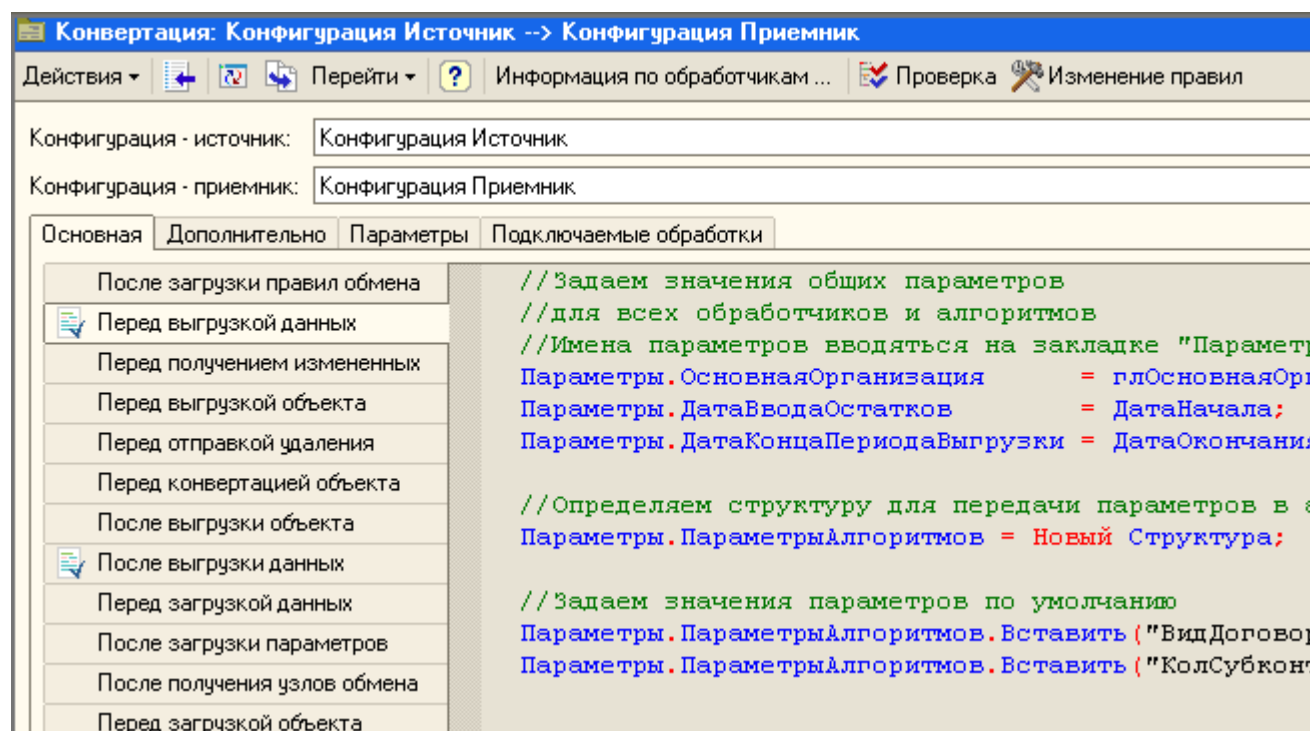 Конвертация: Конфигурация Источник --> Конфигурация Приемник
Действия Перейти ? Информация по обработчикам ... Проверка Изменение правил
Конфигурация - источник: Конфигурация Источник
Конфигурация - приемник: Конфигурация Приемник
Основная Дополнительно Параметры Подключаемые обработки
После загрузки правил обмена
Перед выгрузкой данных
Перед получением измененных
Перед выгрузкой объекта
Перед отправкой удаления
Перед конвертацией объекта
После выгрузки объекта
После выгрузки данных
Перед загрузкой данных
После загрузки параметров
После получения узлов обмена
Перед загрузкой объекта
//Задаем значения общих параметров
//для всех обработчиков и алгоритмов
//Имена параметров вводяться на закладке "Парамет
Параметры.ОсновнаяОрганизация = глОсновнаяОр
Параметры.ДатаВводаОстатков = ДатаНачала;
Параметры.ДатаКонцаПериодаВыгрузки = ДатаОкончания
//Определяем структуру для передачи параметров в а
Параметры.ПараметрыАлгоритмов = Новый Структура;
//Задаем значения параметров по умолчанию
Параметры.ПараметрыАлгоритмов.Вставить("ВидДоговор
Параметры.ПараметрыАлгоритмов.Вставить("КолСубконт